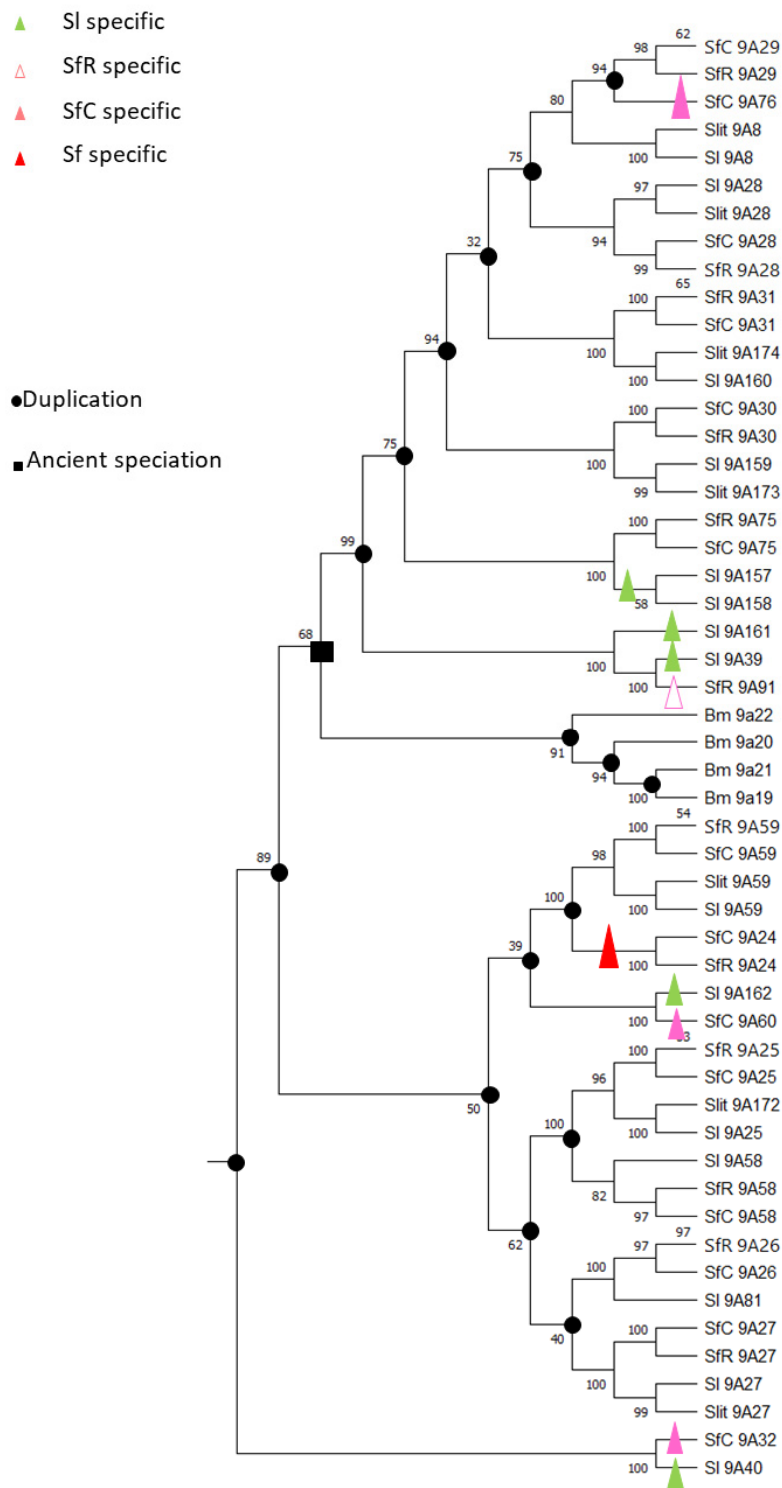 Sl specific
SfR specific
SfC specific
Sf specific
Duplication
Ancient speciation
62
98 SfC 9A29
94 SfR 9A29
80 SfC 9A76
Slit 9A8
75 100 Sl 9A8
97 Sl 9A28
Slit 9A28
32 94 SfC 9A28
99 SfR 9A28
65
100 SfR 9A31
SfC 9A31
94 100 Slit 9A174
100 Sl 9A160
100 SfC 9A30
SfR 9A30
75 100 Sl 9A159
99 Slit 9A173
100 SfR 9A75
99 SfC 9A75
100 Sl 9A157
58 Sl 9A158
68 Sl 9A161
100 Sl 9A39
100 SfR 9A91
Bm 9a22
91 Bm 9a20
94 Bm 9a21
100 Bm 9a19
54
100 SfR 9A59
89 98 SfC 9A59
100 Slit 9A59
100 Sl 9A59
39 SfC 9A24
100 SfR 9A24
Sl 9A162
100 SfC 9A60
100 SfR 9A25
96 SfC 9A25
50 100 Slit 9A172
100 Sl 9A25
Sl 9A58
82 SfR 9A58
97 SfC 9A58
97
62 97 SfR 9A26
100 SfC 9A26
Sl 9A81
40 100 SfC 9A27
SfR 9A27
100 Sl 9A27
99 Slit 9A27
SfC 9A32
100 Sl 9A40